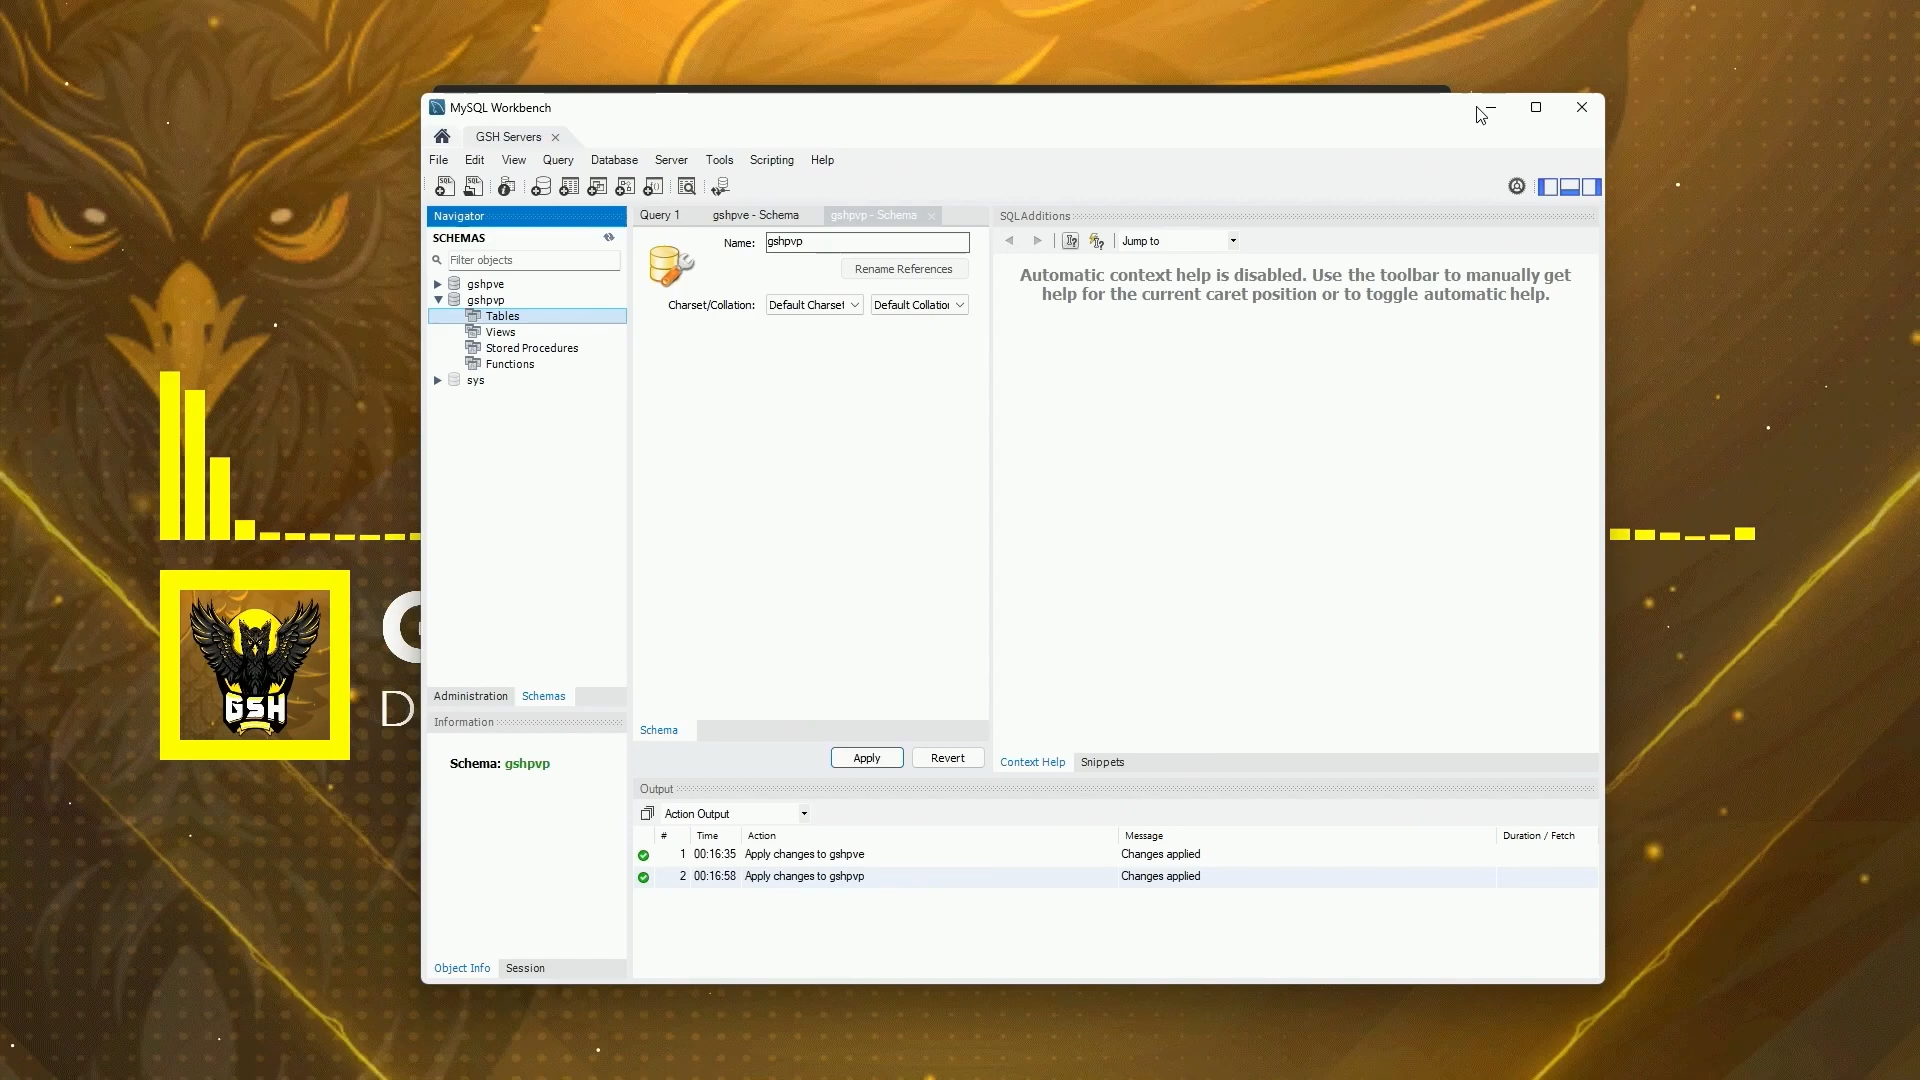 MySQL Workbench
GSH Servers
File Edit View Query Database Server Tools Scripting Help
Navigator
SCHEMAS
Filter objects
gshpve
gshpvp
Tables
Views
Stored Procedures
Functions
sys
Administration Schemas
Information
Schema: gshpvp
Object Info Session
Query 1 gshpve - Schema gshpvp - Schema
Name: gshpvp
Rename References
Charset/Collation: Default Charset Default Collation
Schema
Apply Revert
SQLAdditions
Jump to
Automatic context help is disabled. Use the toolbar to manually get
help for the current caret position or to toggle automatic help.
Context Help Snippets
Output
Action Output
# Time Action Message Duration / Fetch
1 00:16:35 Apply changes to gshpve Changes applied
2 00:16:58 Apply changes to gshpvp Changes applied
GSH
G
D